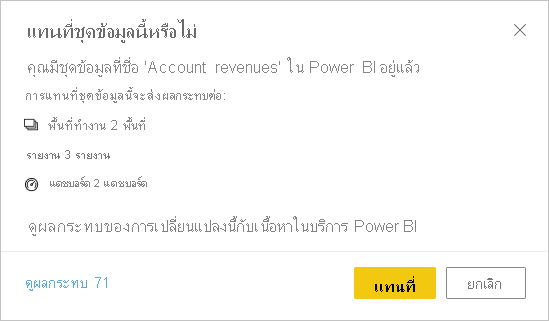 แทนที่ชุดข้อมูลนี้หรือไม่
คุณมีชุดข้อมูลที่ชื่อ 'Account revenues' ใน Power BI อยู่แล้ว
การแทนที่ชุดข้อมูลนี้จะส่งผลกระทบต่อ:
พื้นที่ทํางาน 2 พื้นที่
รายงาน 3 รายงาน
แดชบอร์ด 2 แดชบอร์ด
ดูผลกระทบของการเปลี่ยนแปลงนี้กับเนื้อหาในบริการ Power BI
ดูผลกระทบ 71
แทนที่
ยกเลิก